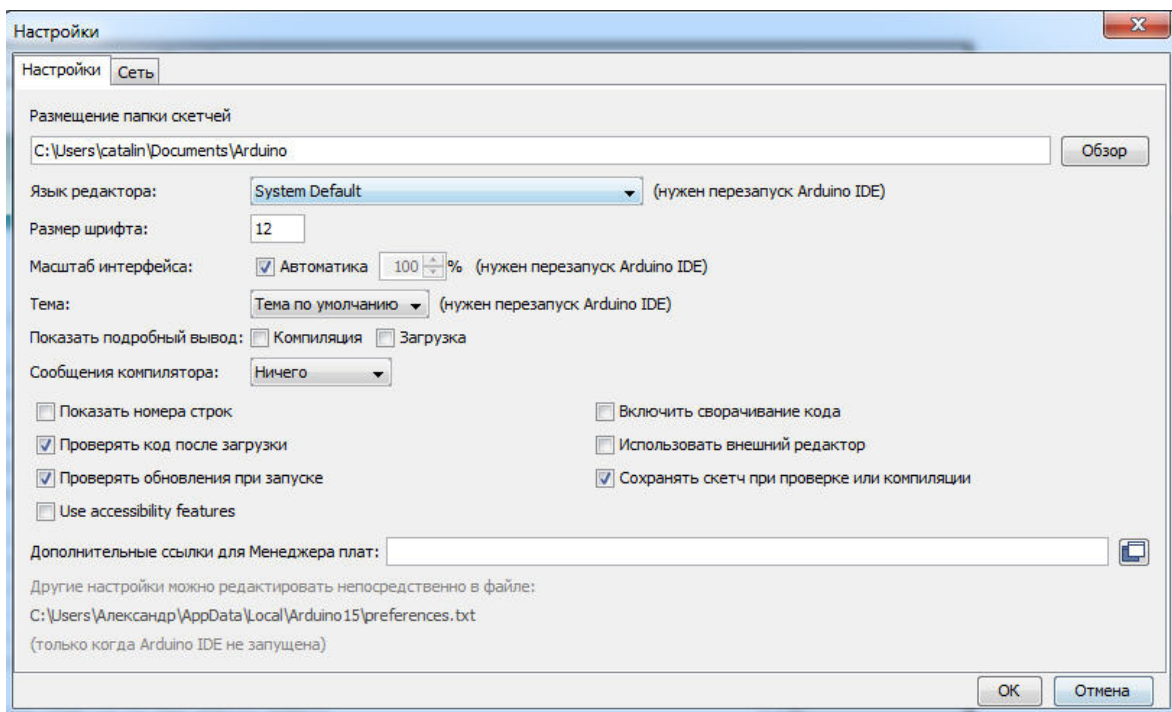 Настройки
Настройки Сеть
Размещение папки скетчей
C:\Users\catalin\Documents\Arduino Обзор
Язык редактора: System Default (нужен перезапуск Arduino IDE)
Размер шрифта: 12
Масштаб интерфейса: Автоматика 100 % (нужен перезапуск Arduino IDE)
Тема: Тема по умолчанию (нужен перезапуск Arduino IDE)
Показать подробный вывод: Компиляция Загрузка
Сообщения компилятора: Ничего
Показать номера строк Включить сворачивание кода
Проверять код после загрузки Использовать внешний редактор
Проверять обновления при запуске Сохранять скетч при проверке или компиляции
Use accessibility features
Дополнительные ссылки для Менеджера плат:
Другие настройки можно редактировать непосредственно в файле:
C:\Users\Александр\AppData\Local\Arduino15\preferences.txt
(только когда Arduino IDE не запущена)
OK Отмена